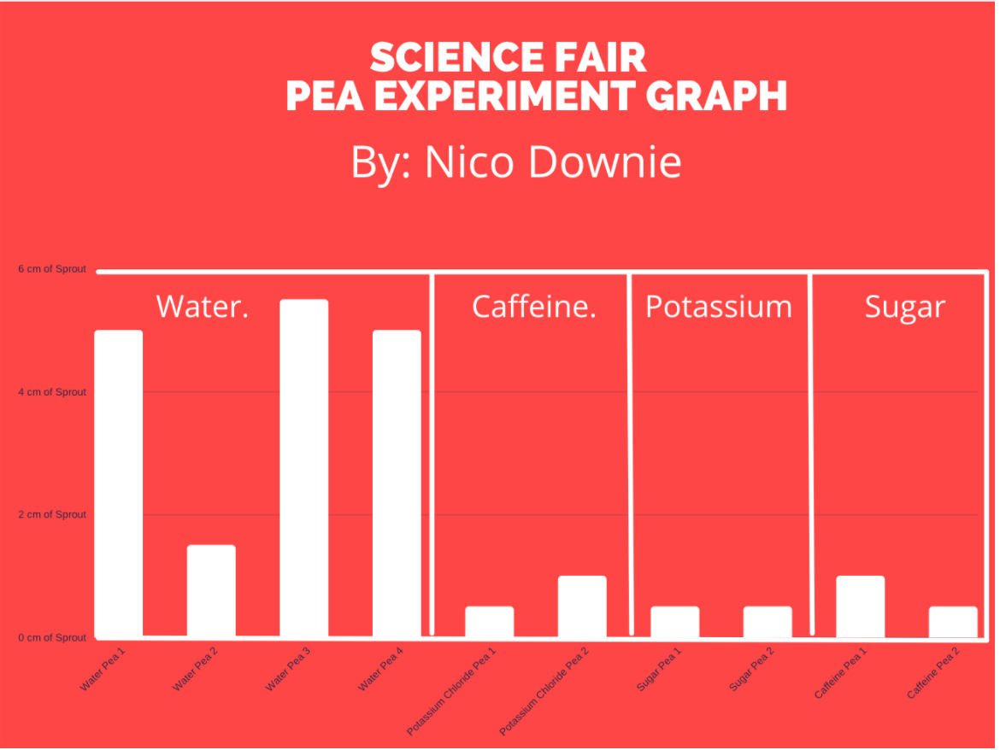 SCIENCE FAIR
PEA EXPERIMENT GRAPH
By: Nico Downie
6 cm of Sprout
Water.
Caffeine.
Potassium
Sugar
4 cm of Sprout
2 cm of Sprout
0 cm of Sprout
Water Pea 1
Water Pea 2
Water Pea 3
Water Pea 4
Potassium Chloride Pea 1
Potassium Chloride Pea 2
Sugar Pea 1
Sugar Pea 2
Caffeine Pea 1
Caffeine Pea 2